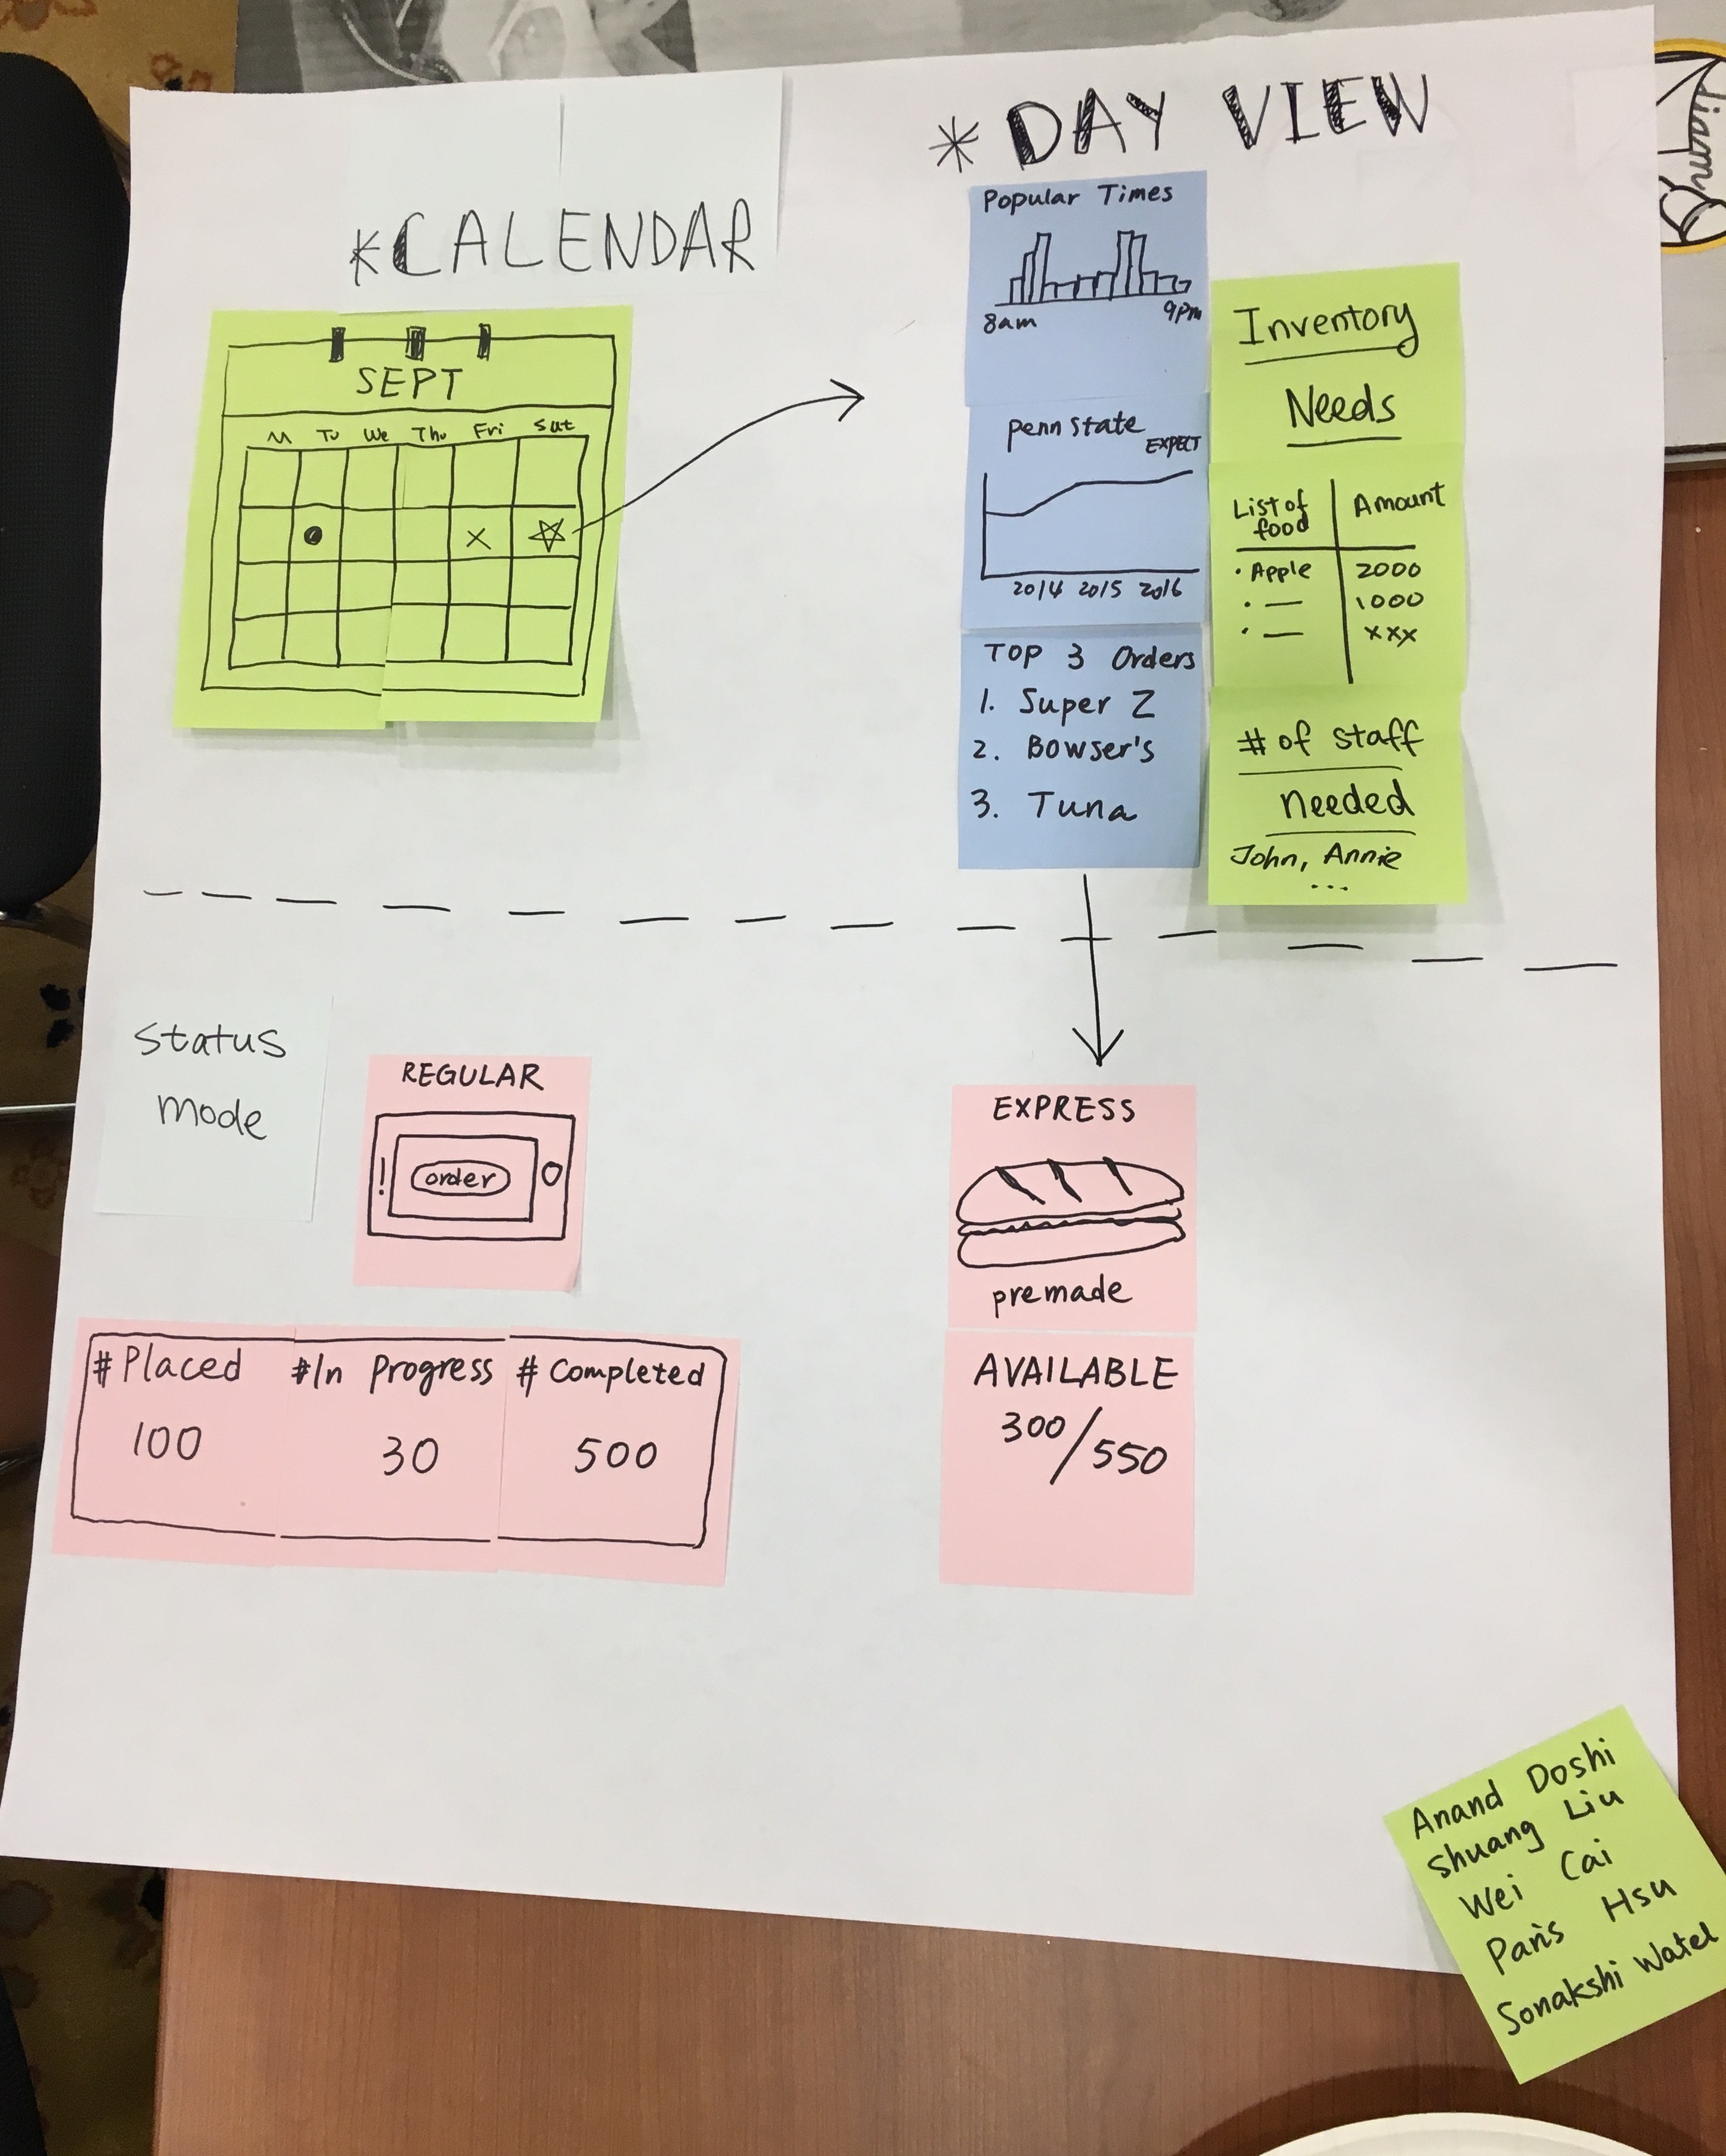 *CALENDAR
SEPT
M Tu We Thu Fri Sat
* DAY VIEW
Popular Times
8am 9pm
penn state
EXPECT
2014 2015 2016
TOP 3 Orders
1. Super Z
2. Bowser's
3. Tuna
Inventory
Needs
List of food | Amount
• Apple 2000
• — 1000
• — xxx
# of staff
needed
John, Annie
...
Status
mode
REGULAR
order
#Placed #In Progress # Completed
100 30 500
EXPRESS
premade
AVAILABLE
300/550
Anand Doshi
Shuang Liu
Wei Cai
Paris Hsu
Sonakshi Watel